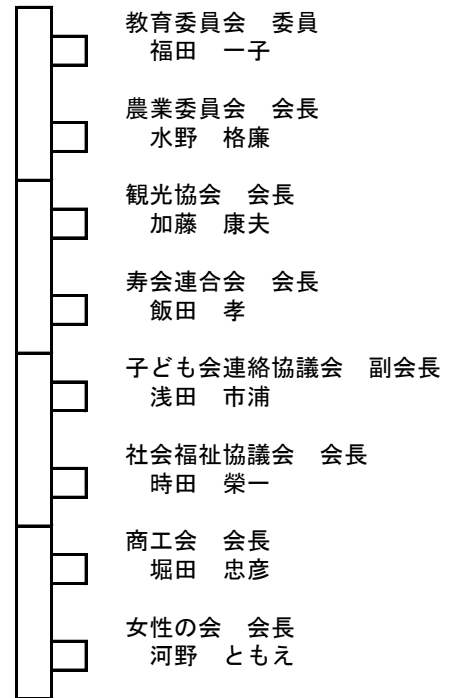 教育委員会　委員
福田　一子
農業委員会　会長
水野　格廉
観光協会　会長
加藤　康夫
寿会連合会　会長
飯田　孝
子ども会連絡協議会　副会長
浅田　市浦
社会福祉協議会　会長
時田　榮一
商工会　会長
堀田　忠彦
女性の会　会長
河野　ともえ